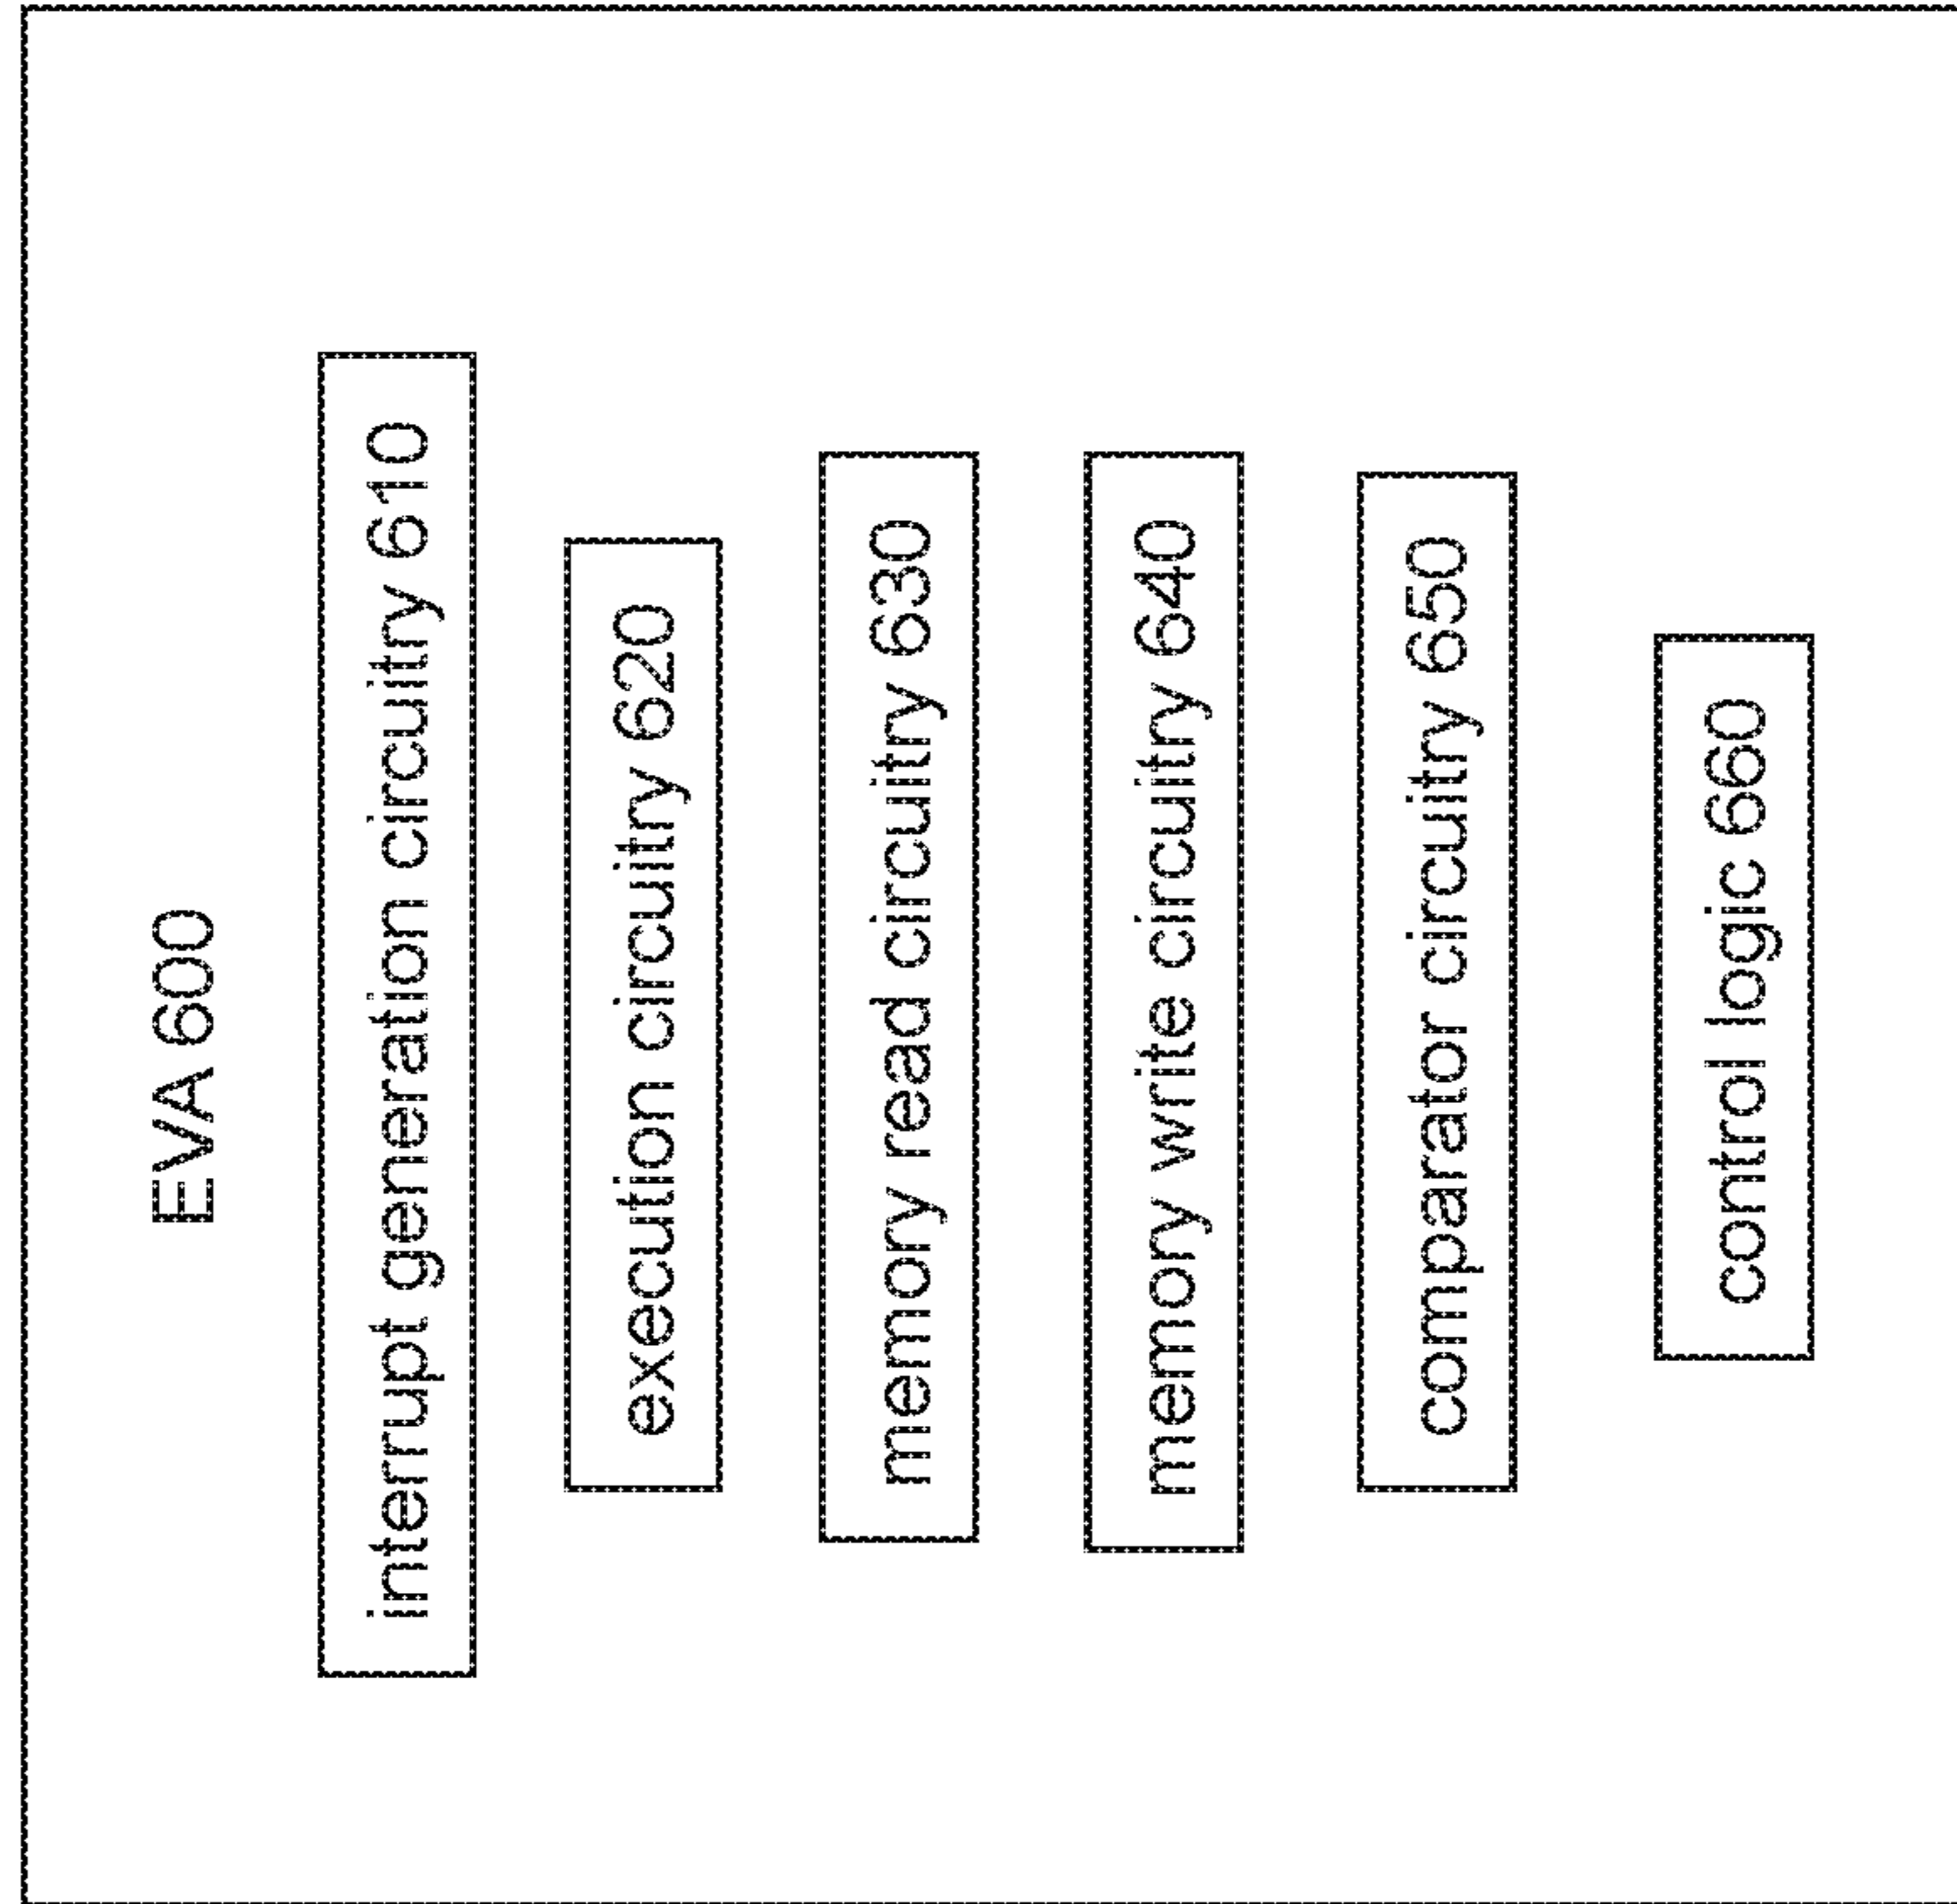 EVA 600
interrupt generation circuitry 610
execution circuitry 620
memory read circuitry 630
memory write circuitry 640
comparator circuitry 650
control logic 660